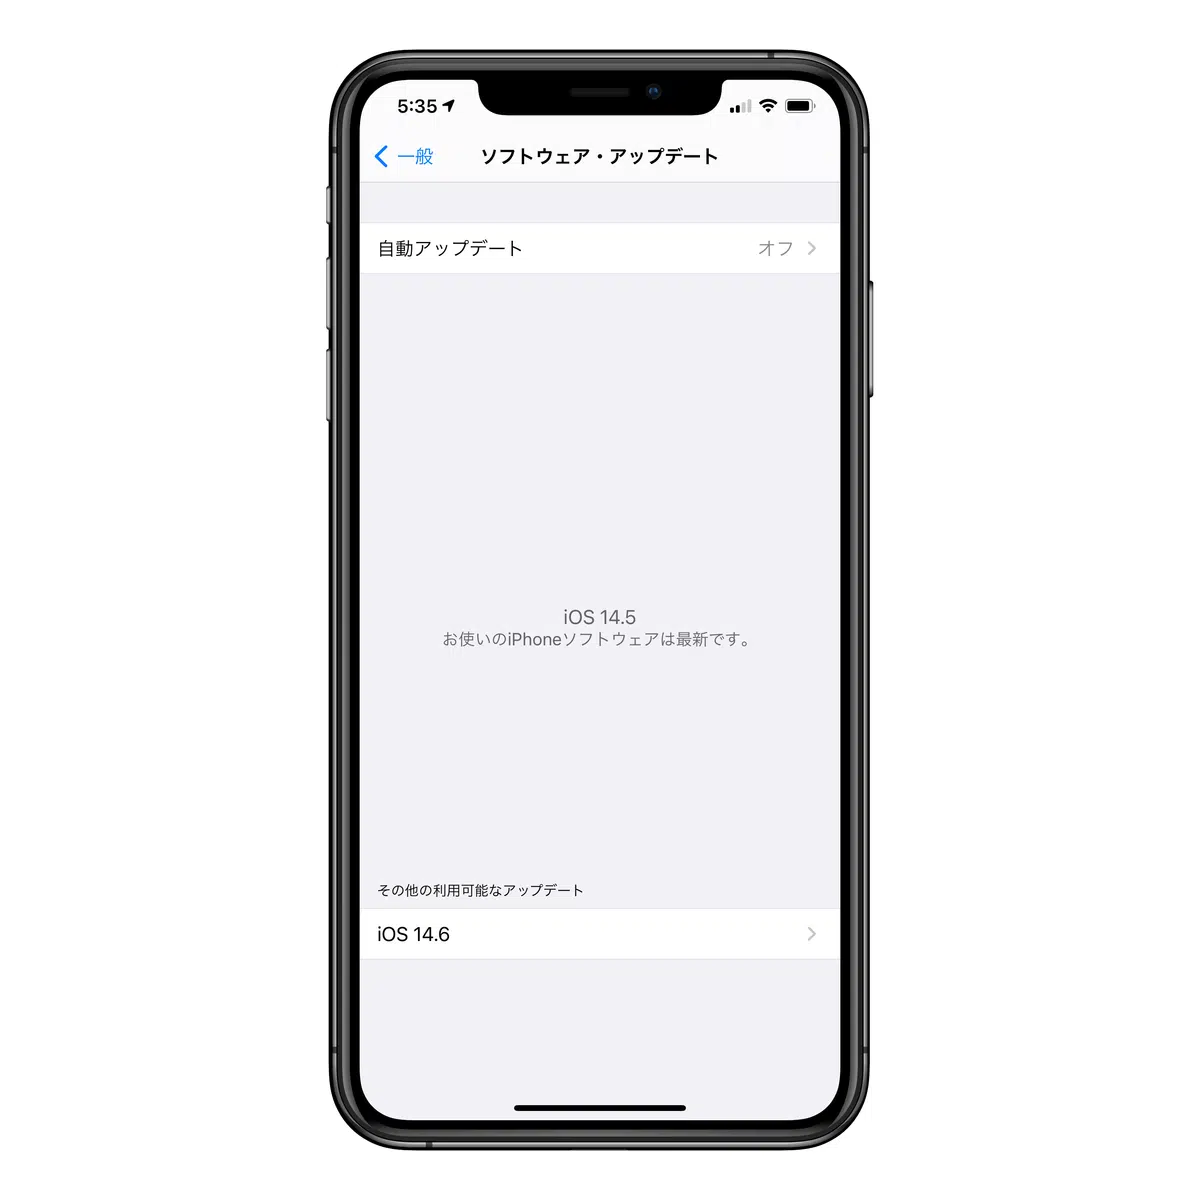 5:35
一般
ソフトウェア・アップデート
自動アップデート オフ
iOS 14.5
お使いのiPhoneソフトウェアは最新です。
その他の利用可能なアップデート
iOS 14.6